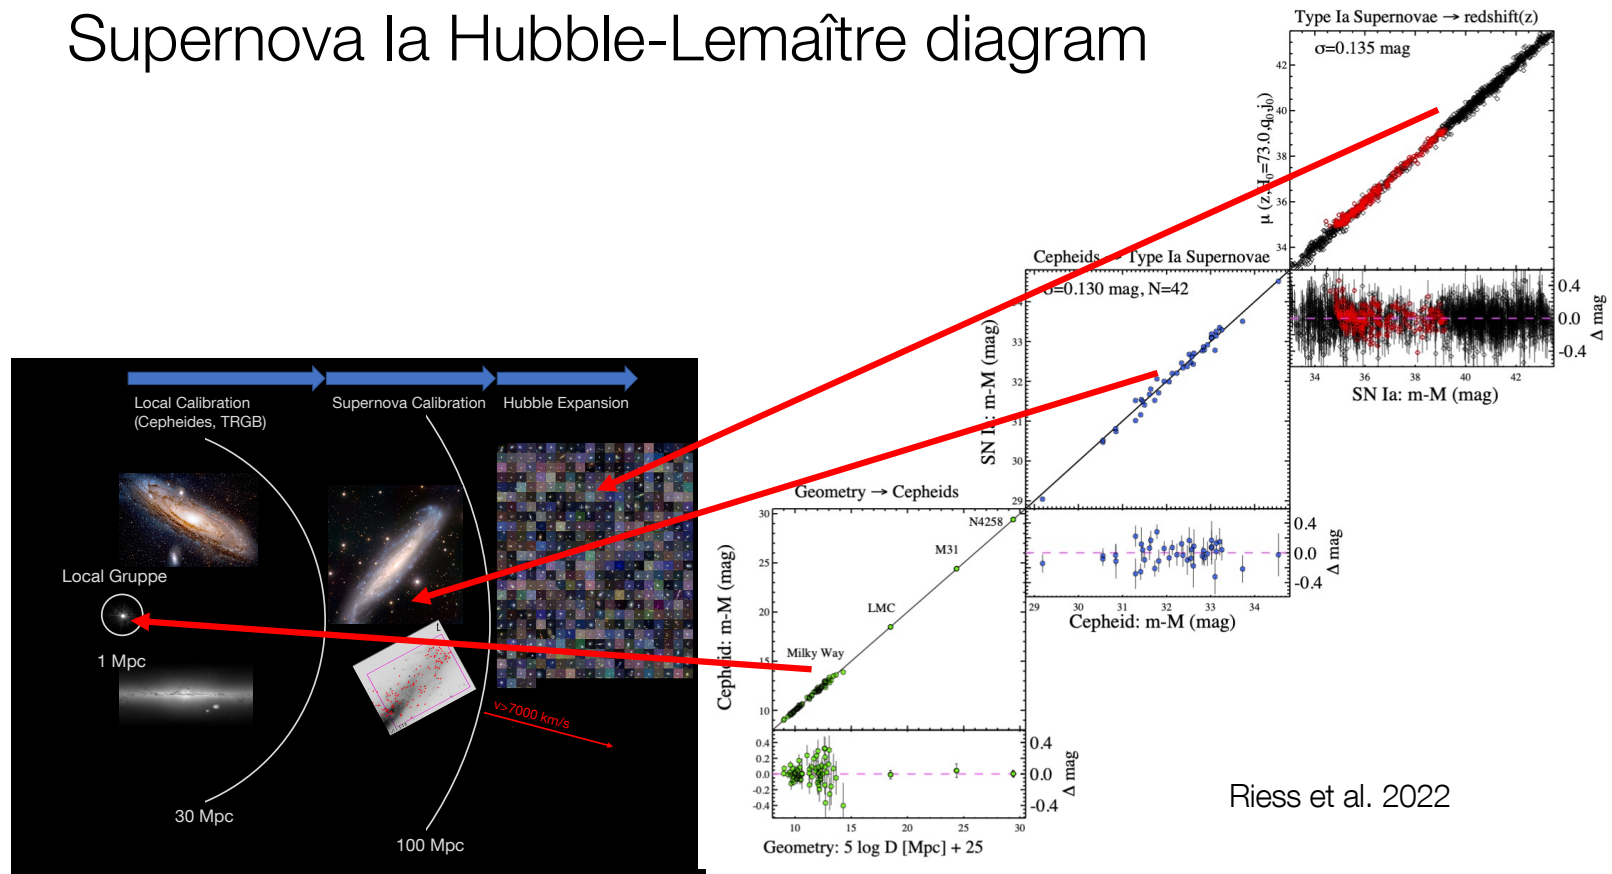 Supernova Ia Hubble-Lemaître diagram
Local Calibration
(Cepheides, TRGB)
Supernova Calibration
Hubble Expansion
Local Gruppe
1 Mpc
30 Mpc
100 Mpc
v>7000 km/s
Type Ia Supernovae → redshift(z)
σ=0.135 mag
μ (z,H0=73.0,q0,j0)
42
40
38
36
35
34
0.4
0.0
-0.4
Δ mag
34 36 38 40 42
SN Ia: m-M (mag)
Cepheids → Type Ia Supernovae
σ=0.130 mag, N=42
SN Ia: m-M (mag)
34
33
32
31
30
29
0.4
0.0
-0.4
Δ mag
29 30 31 32 33 34
Cepheid: m-M (mag)
Geometry → Cepheids
N4258
M31
LMC
Milky Way
Cepheid: m-M (mag)
30
25
20
15
10
0.4
0.2
0.0
-0.2
-0.4
0.4
0.0
-0.4
Δ mag
10 15 20 25 30
Geometry: 5 log D [Mpc] + 25
Riess et al. 2022